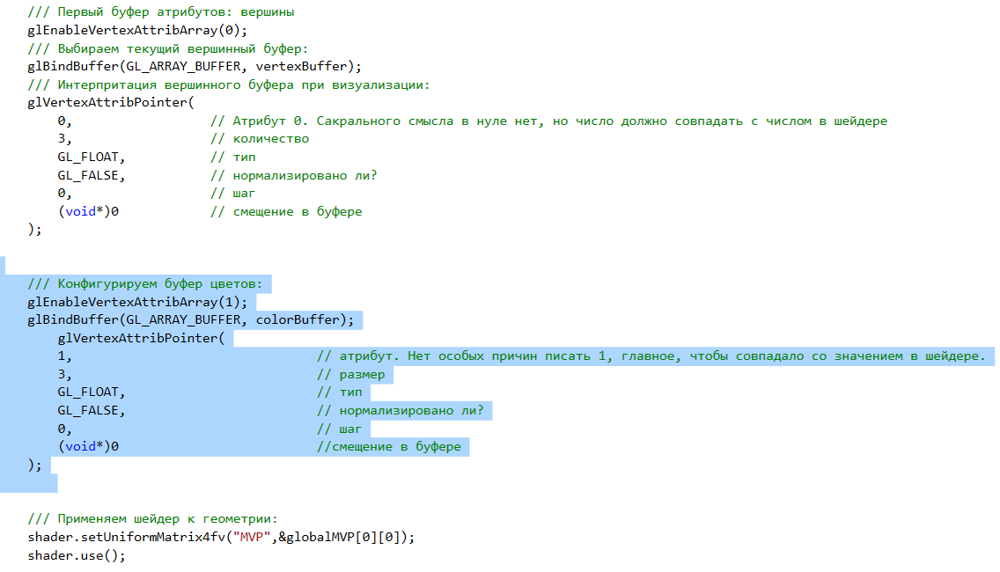 /// Первый буфер атрибутов: вершины
glEnableVertexAttribArray(0);
/// Выбираем текущий вершинный буфер:
glBindBuffer(GL_ARRAY_BUFFER, vertexBuffer);
/// Интерпритация вершинного буфера при визуализации:
glVertexAttribPointer(
    0,                  // Атрибут 0. Сакрального смысла в нуле нет, но число должно совпадать с числом в шейдере
    3,                  // количество
    GL_FLOAT,           // тип
    GL_FALSE,           // нормализировано ли?
    0,                  // шаг
    (void*)0            // смещение в буфере
);
/// Конфигурируем буфер цветов:
glEnableVertexAttribArray(1);
glBindBuffer(GL_ARRAY_BUFFER, colorBuffer);
    glVertexAttribPointer(
    1,                                // атрибут. Нет особых причин писать 1, главное, чтобы совпадало со значением в шейдере.
    3,                                // размер
    GL_FLOAT,                         // тип
    GL_FALSE,                         // нормализировано ли?
    0,                                // шаг
    (void*)0                          //смещение в буфере
);
/// Применяем шейдер к геометрии:
shader.setUniformMatrix4fv("MVP",&globalMVP[0][0]);
shader.use();